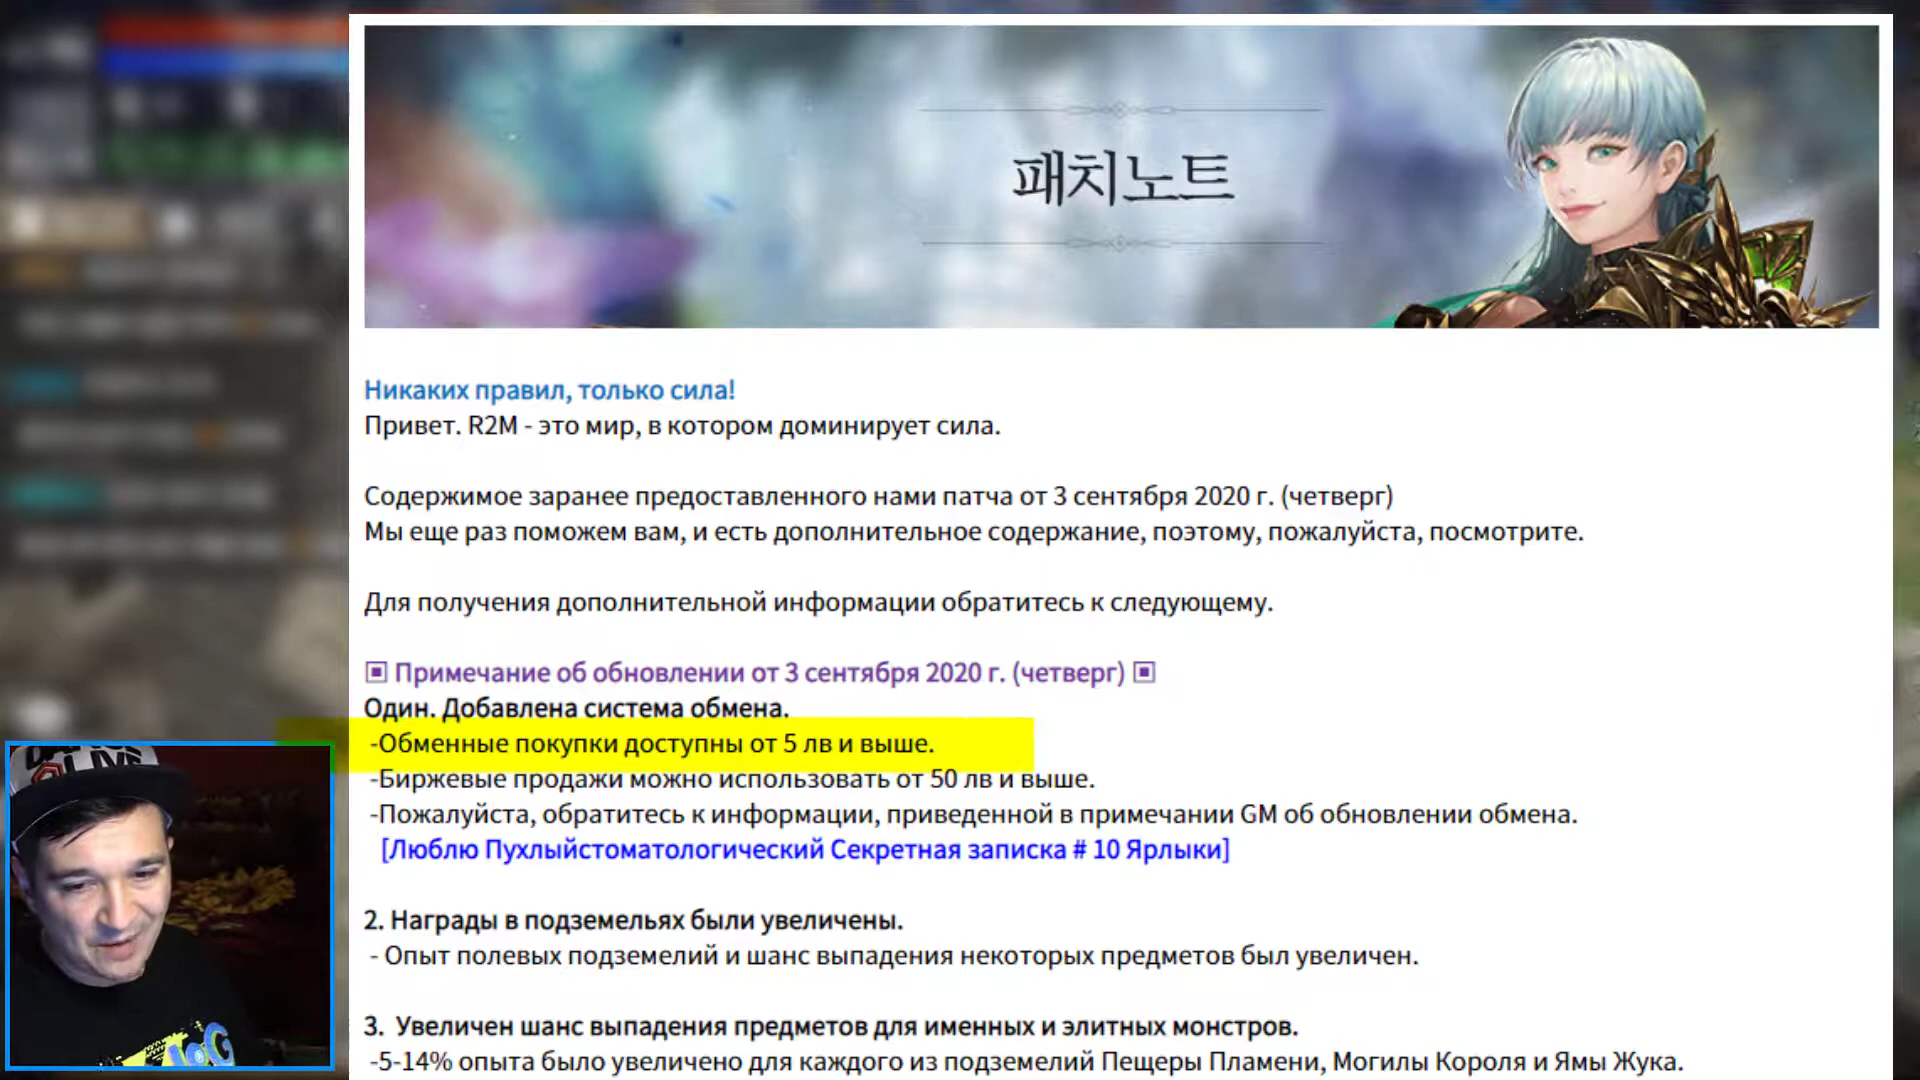 패치노트
Никаких правил, только сила!
Привет. R2M - это мир, в котором доминирует сила.
Содержимое заранее предоставленного нами патча от 3 сентября 2020 г. (четверг)
Мы еще раз поможем вам, и есть дополнительное содержание, поэтому, пожалуйста, посмотрите.
Для получения дополнительной информации обратитесь к следующему.
▣ Примечание об обновлении от 3 сентября 2020 г. (четверг) ▣
Один. Добавлена система обмена.
-Обменные покупки доступны от 5 лв и выше.
-Биржевые продажи можно использовать от 50 лв и выше.
-Пожалуйста, обратитесь к информации, приведенной в примечании GM об обновлении обмена.
[Люблю Пухлыйстоматологический Секретная записка # 10 Ярлыки]
2. Награды в подземельях были увеличены.
- Опыт полевых подземелий и шанс выпадения некоторых предметов был увеличен.
3. Увеличен шанс выпадения предметов для именных и элитных монстров.
-5-14% опыта было увеличено для каждого из подземелий Пещеры Пламени, Могилы Короля и Ямы Жука.